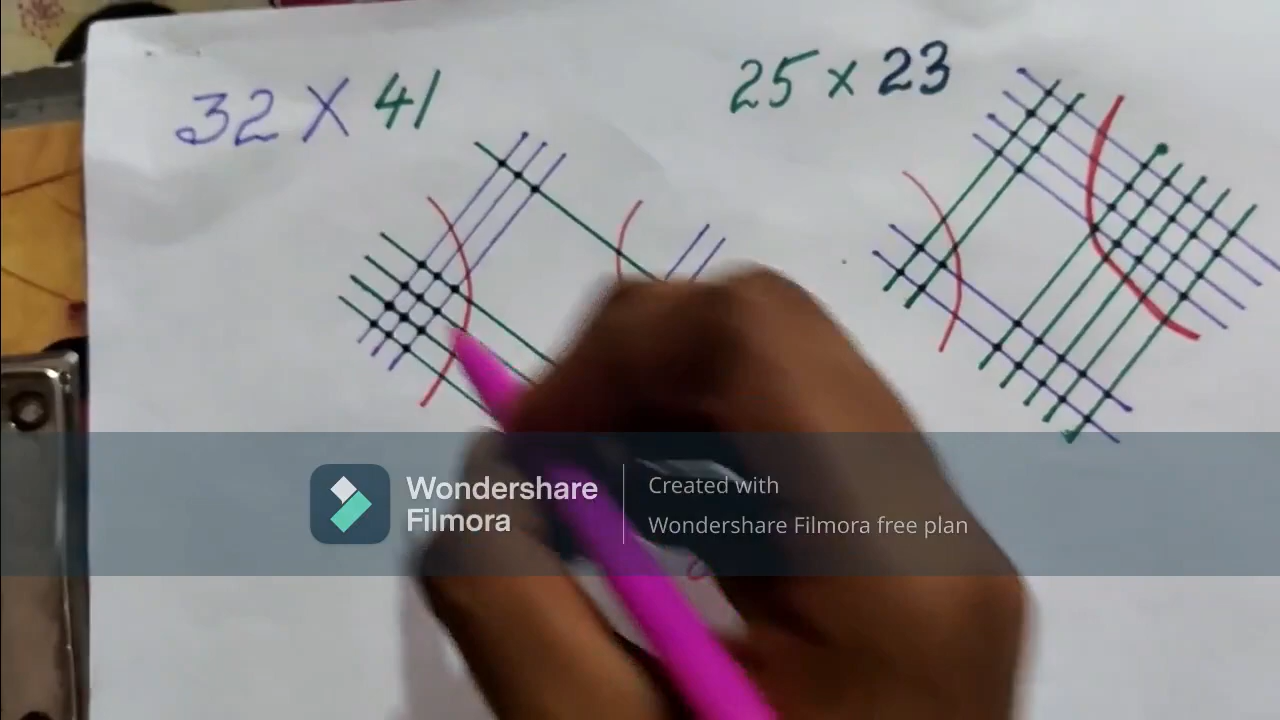 32 X 41
25 x 23
Wondershare
Filmora
Created with
Wondershare Filmora free plan